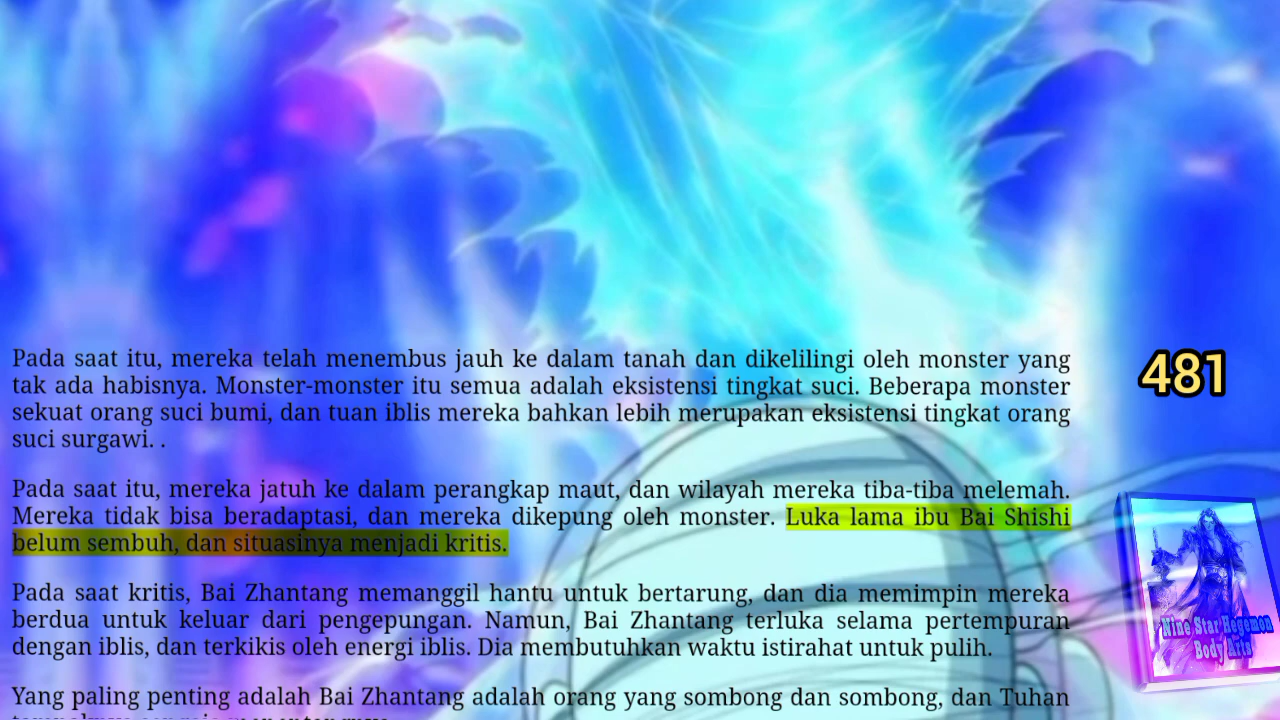 Pada saat itu, mereka telah menembus jauh ke dalam tanah dan dikelilingi oleh monster yang
tak ada habisnya. Monster-monster itu semua adalah eksistensi tingkat suci. Beberapa monster
sekuat orang suci bumi, dan tuan iblis mereka bahkan lebih merupakan eksistensi tingkat orang
suci surgawi. .
Pada saat itu, mereka jatuh ke dalam perangkap maut, dan wilayah mereka tiba-tiba melemah.
Mereka tidak bisa beradaptasi, dan mereka dikepung oleh monster. Luka lama ibu Bai Shishi
belum sembuh, dan situasinya menjadi kritis.
Pada saat kritis, Bai Zhantang memanggil hantu untuk bertarung, dan dia memimpin mereka
berdua untuk keluar dari pengepungan. Namun, Bai Zhantang terluka selama pertempuran
dengan iblis, dan terkikis oleh energi iblis. Dia membutuhkan waktu istirahat untuk pulih.
Yang paling penting adalah Bai Zhantang adalah orang yang sombong dan sombong, dan Tuhan
481
Nine Star Hegemon
Body Arts